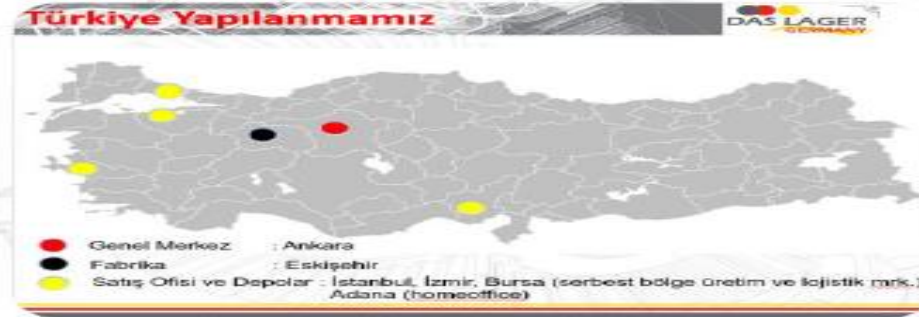 Türkiye Yapılanmamız
DAS LAGER
GERMANY
Genel Merkez : Ankara
Fabrika : Eskişehir
Satış Ofisi ve Depolar : İstanbul, İzmir, Bursa (serbest bölge üretim ve lojistik mrk.)
Adana (homeoffice)